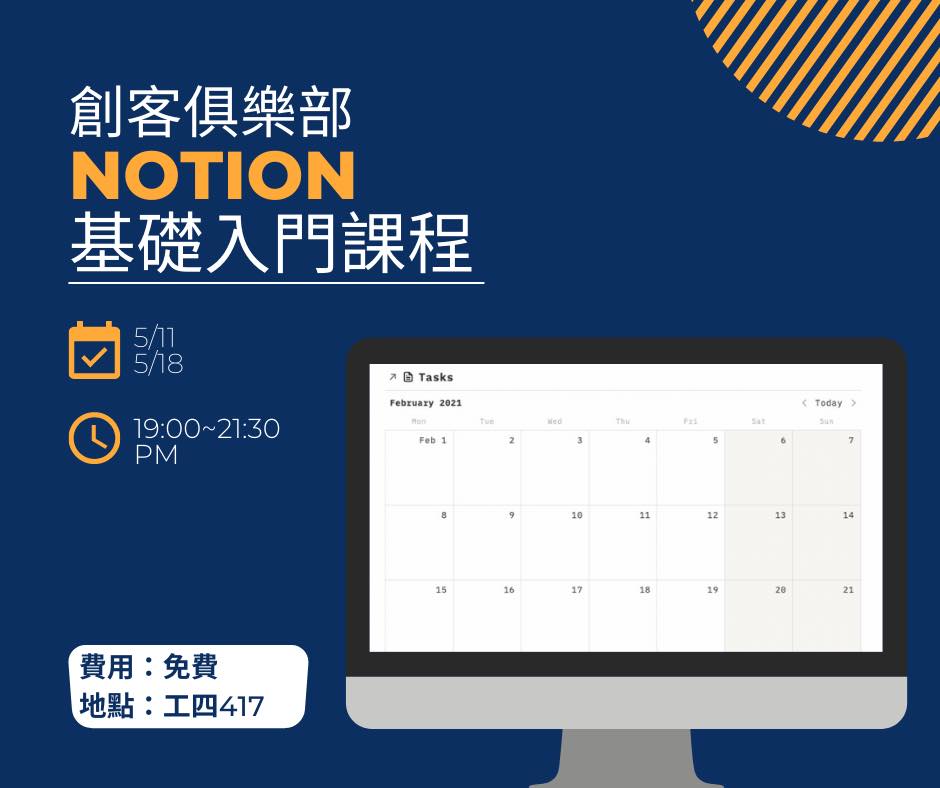 創客俱樂部
NOTION
基礎入門課程
5/11
5/18
19:00~21:30
PM
費用：免費
地點：工四417
↗ Tasks
February 2021
< Today >
Mon Tue Wed Thu Fri Sat Sun
Feb 1 2 3 4 5 6 7
8 9 10 11 12 13 14
15 16 17 18 19 20 21